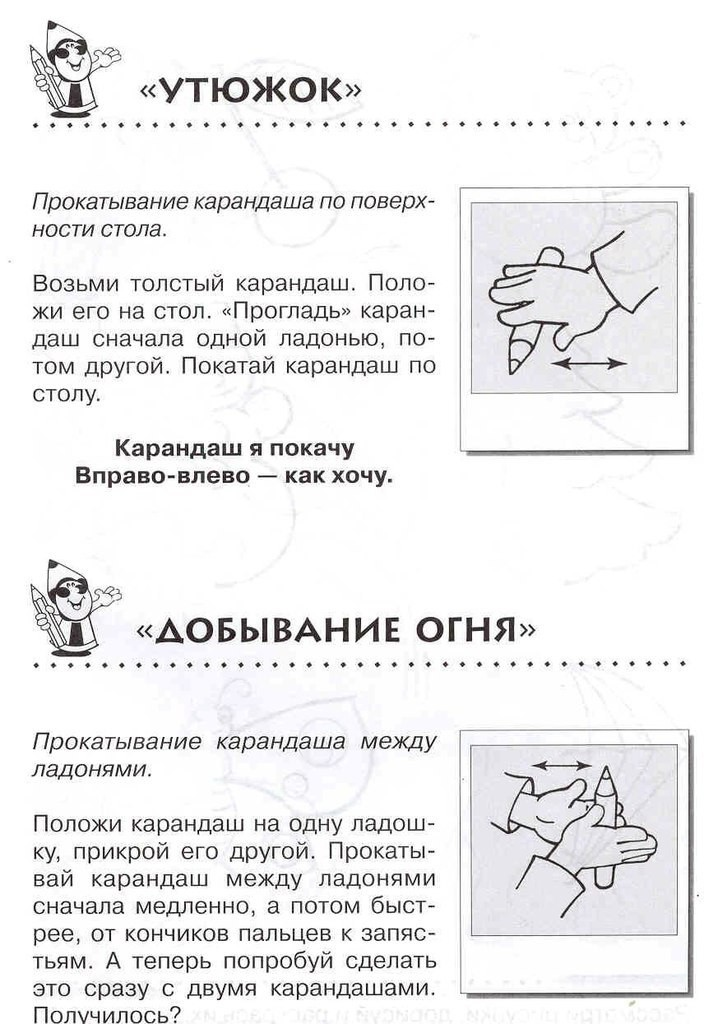 «УТЮЖОК»
Прокатывание карандаша по поверх-
ности стола.
Возьми толстый карандаш. Поло-
жи его на стол. «Прогладь» каран-
даш сначала одной ладонью, по-
том другой. Покатай карандаш по
столу.
Карандаш я покачу
Вправо-влево — как хочу.
«ДОБЫВАНИЕ ОГНЯ»
Прокатывание карандаша между
ладонями.
Положи карандаш на одну ладош-
ку, прикрой его другой. Прокаты-
вай карандаш между ладонями
сначала медленно, а потом быст-
рее, от кончиков пальцев к запяс-
тьям. А теперь попробуй сделать
это сразу с двумя карандашами.
Получилось?